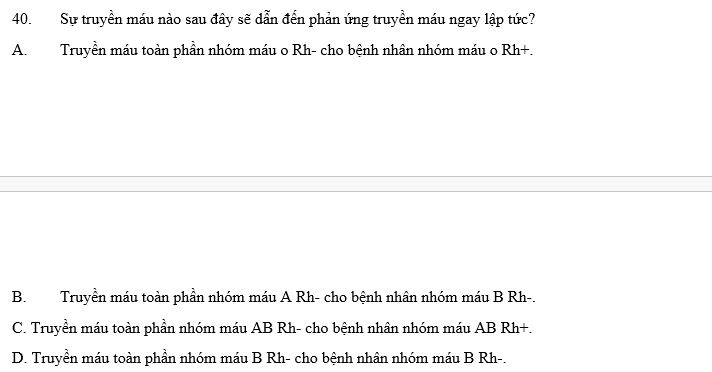 40. Sự truyền máu nào sau đây sẽ dẫn đến phản ứng truyền máu ngay lập tức?
A. Truyền máu toàn phần nhóm máu o Rh- cho bệnh nhân nhóm máu o Rh+.
B. Truyền máu toàn phần nhóm máu A Rh- cho bệnh nhân nhóm máu B Rh-.
C. Truyền máu toàn phần nhóm máu AB Rh- cho bệnh nhân nhóm máu AB Rh+.
D. Truyền máu toàn phần nhóm máu B Rh- cho bệnh nhân nhóm máu B Rh-.